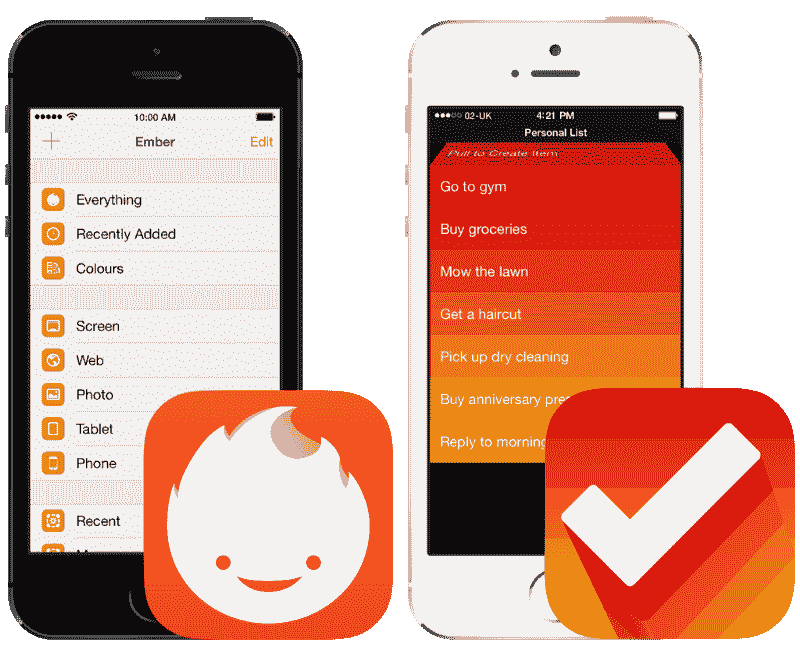 10:00 AM
Ember
Edit
Everything
Recently Added
Colours
Screen
Web
Photo
Tablet
Phone
Recent
02-UK
4:21 PM
Personal List
Pull to Create Item
Go to gym
Buy groceries
Mow the lawn
Get a haircut
Pick up dry cleaning
Buy anniversary pre
Reply to morning